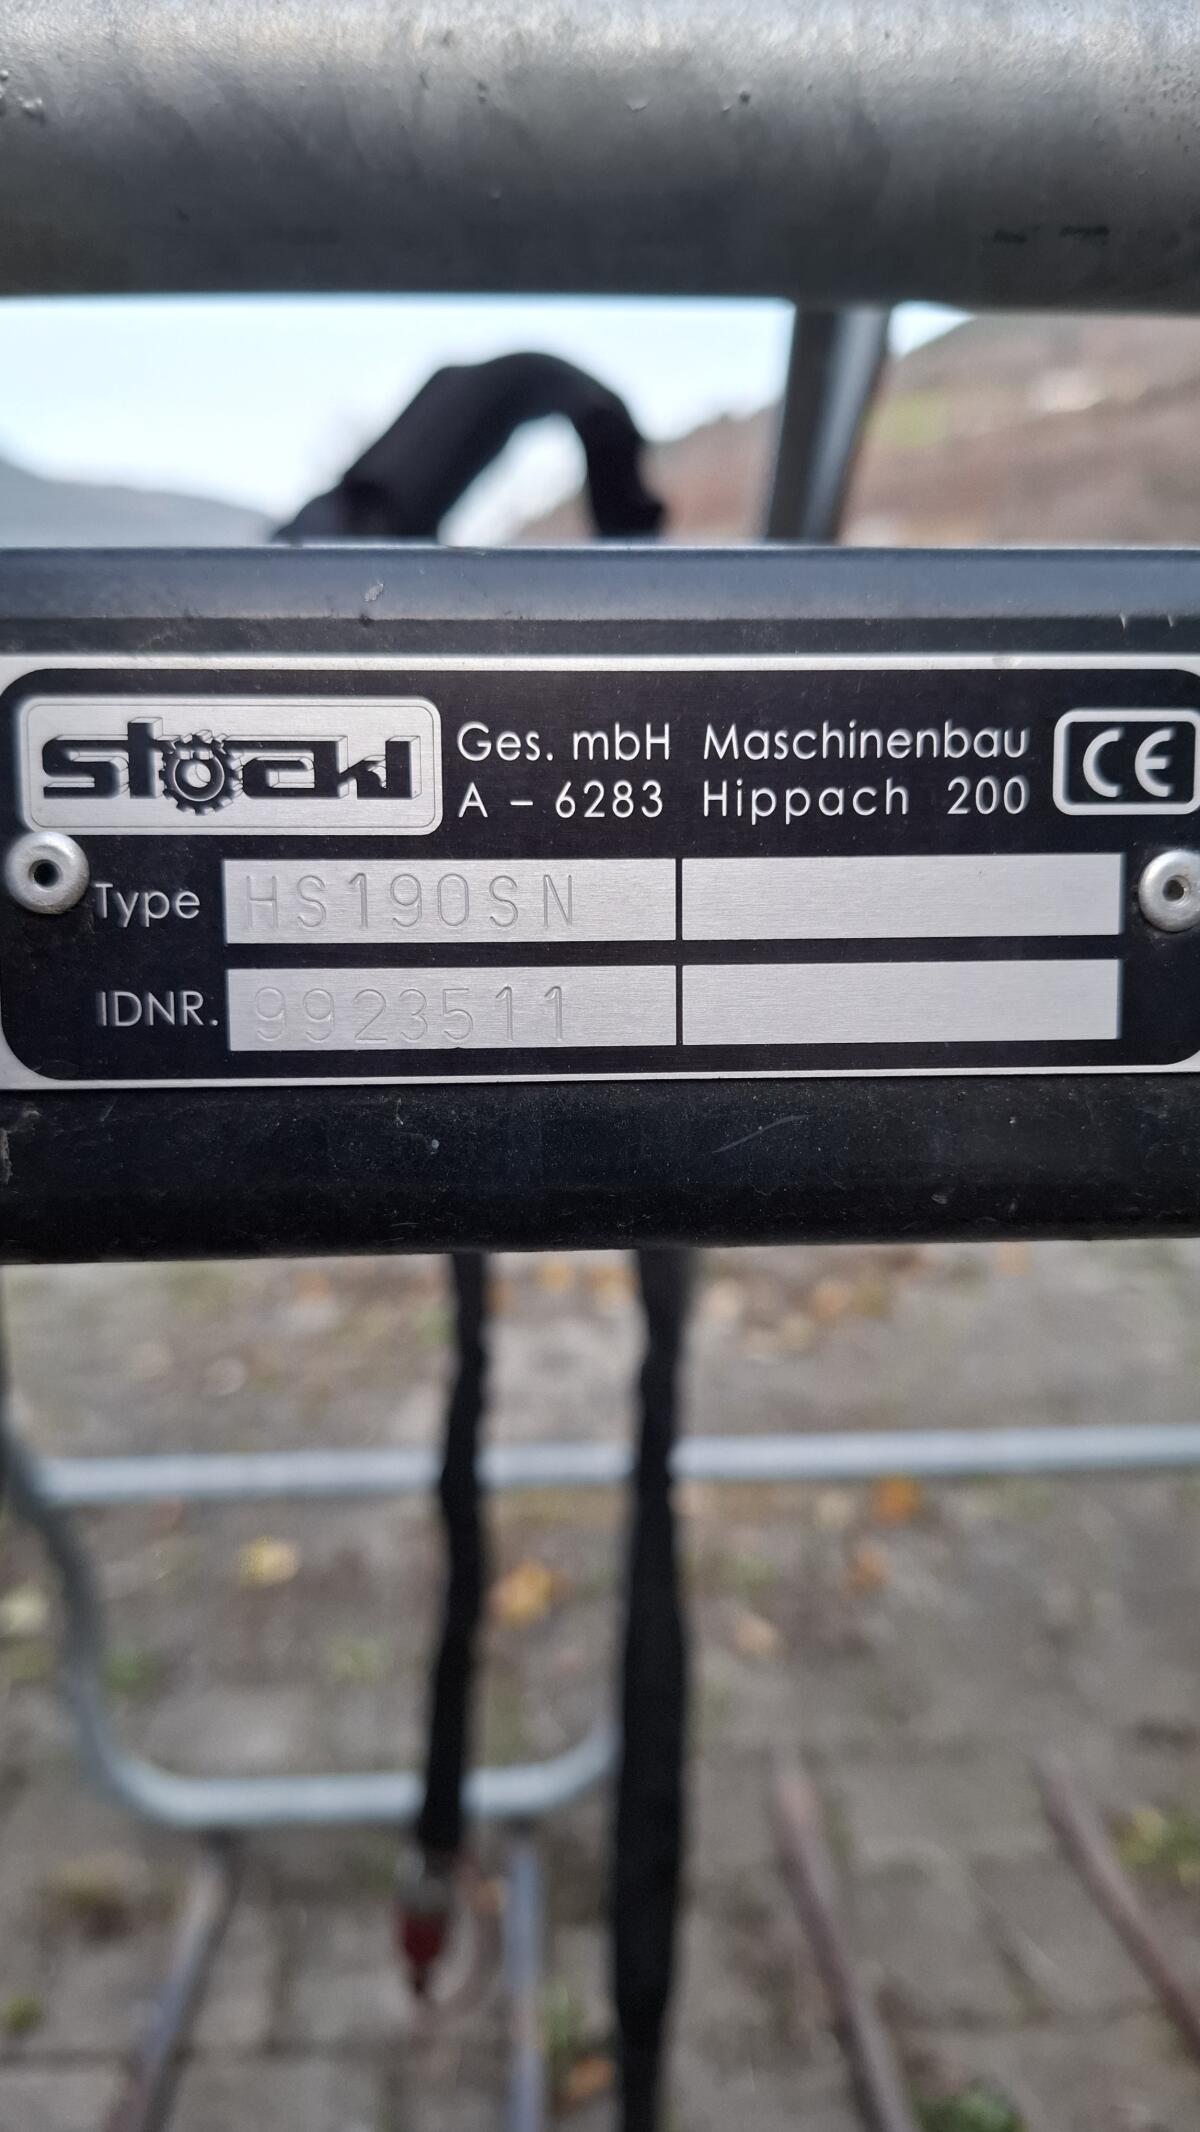 stöckl
Ges. mbH Maschinenbau
A – 6283 Hippach 200
CE
Type HS190SN
IDNR. 9923511